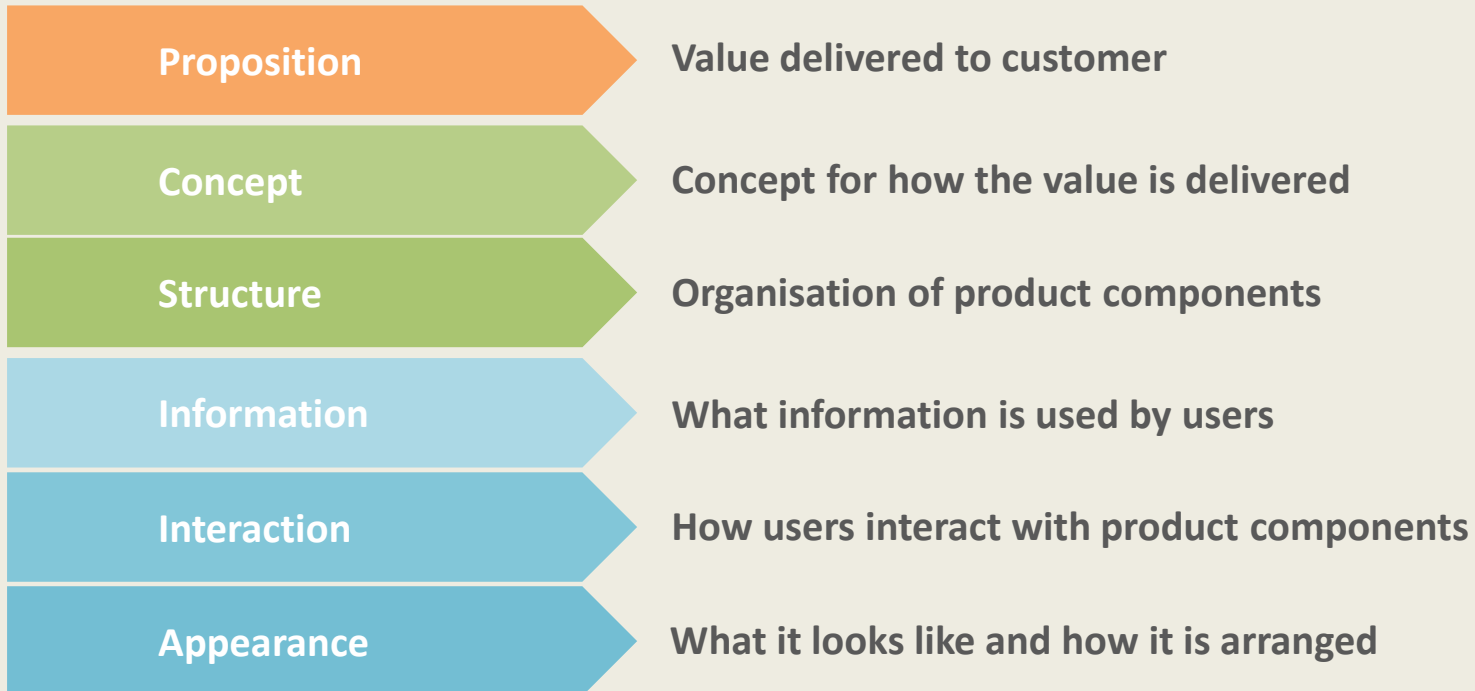 Proposition
Value delivered to customer
Concept
Concept for how the value is delivered
Structure
Organisation of product components
Information
What information is used by users
Interaction
How users interact with product components
Appearance
What it looks like and how it is arranged